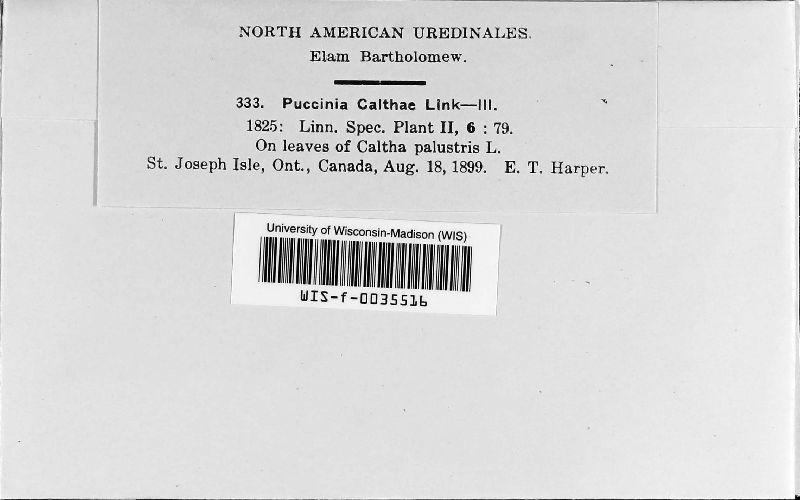 NORTH AMERICAN UREDINALES.
Elam Bartholomew.
333. Puccinia Calthae Link—III.
1825: Linn. Spec. Plant II, 6 : 79.
On leaves of Caltha palustris L.
St. Joseph Isle, Ont., Canada, Aug. 18, 1899. E. T. Harper.
University of Wisconsin-Madison (WIS)
WIS-f-0035516